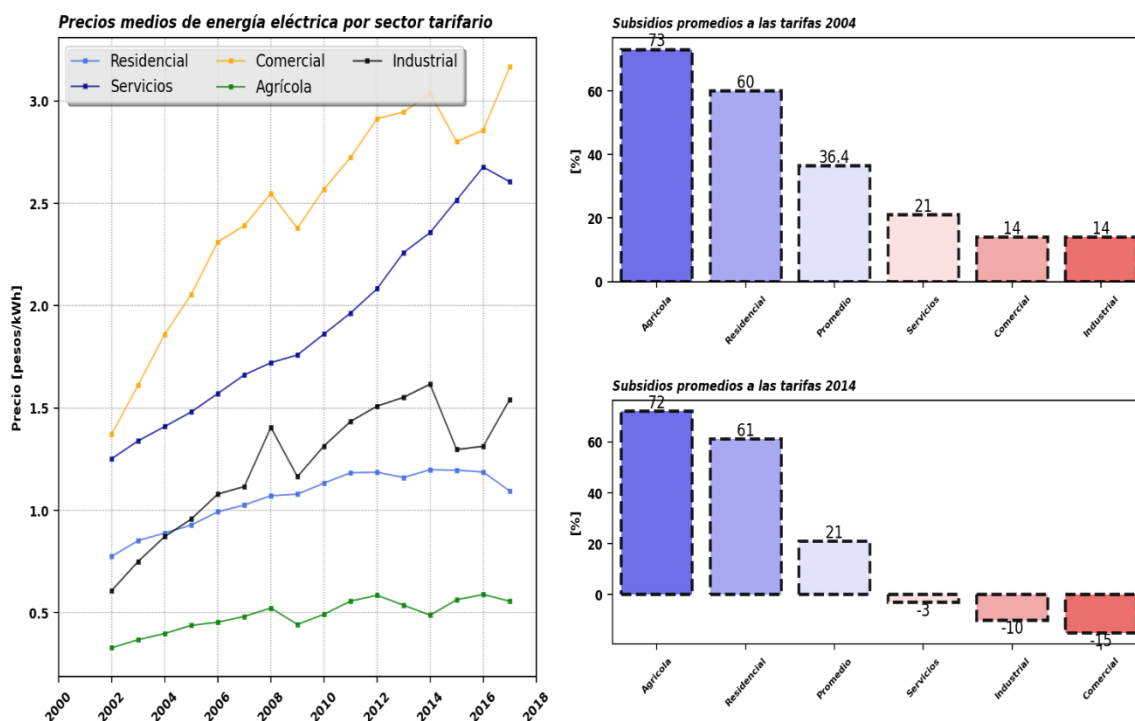 Precios medios de energía eléctrica por sector tarifario
Residencial
Servicios
Comercial
Agrícola
Industrial
Precio [pesos/kWh]
3.0
2.5
2.0
1.5
1.0
0.5
2000
2002
2004
2006
2008
2010
2012
2014
2016
2018
Subsidios promedios a las tarifas 2004
[%]
60
40
20
0
73
60
36.4
21
14
14
Agrícola
Residencial
Promedio
Servicios
Comercial
Industrial
Subsidios promedios a las tarifas 2014
[%]
60
40
20
0
72
61
21
-3
-10
-15
Agrícola
Residencial
Promedio
Servicios
Industrial
Comercial